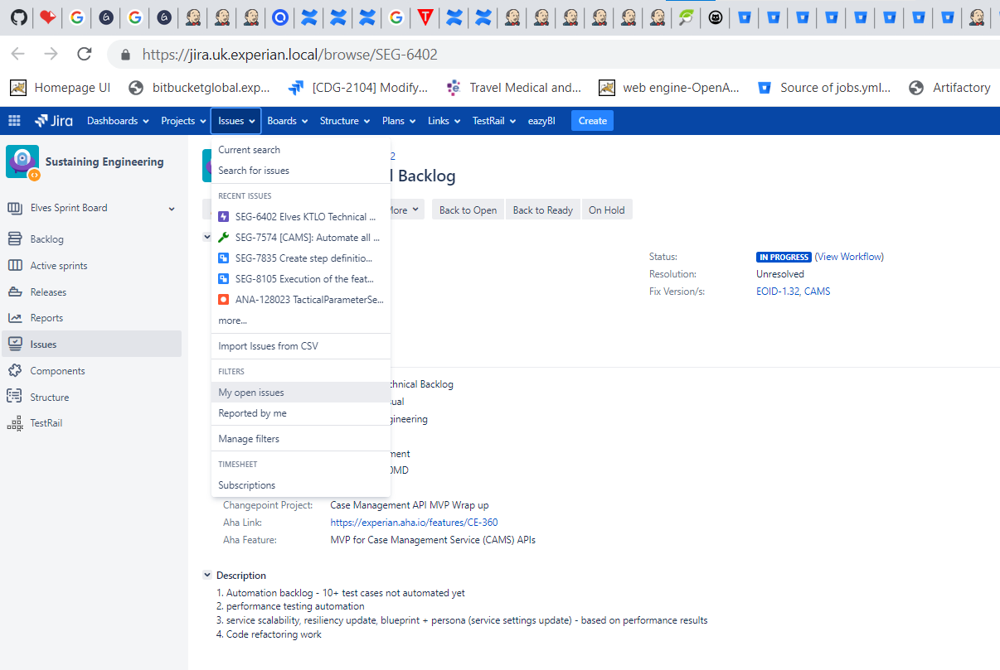 https://jira.uk.experian.local/browse/SEG-6402
Homepage UI bitbucketglobal.exp... [CDG-2104] Modify,... Travel Medical and... web engine-OpenA... Source of jobs.yml... Artifactory
Jira Dashboards Projects Issues Boards Structure Plans Links TestRail eazyBI Create
Sustaining Engineering
Elves Sprint Board
Backlog
Active sprints
Releases
Reports
Issues
Components
Structure
TestRail
Current search
Search for issues
RECENT ISSUES
SEG-6402 Elves KTLO Technical ...
SEG-7574 [CAMS]: Automate all ...
SEG-7835 Create step definitio...
SEG-8105 Execution of the feat...
ANA-128023 TacticalParameterSe...
more...
Import Issues from CSV
FILTERS
My open issues
Reported by me
Manage filters
TIMESHEET
Subscriptions
2
l Backlog
More Back to Open Back to Ready On Hold
Status: IN PROGRESS (View Workflow)
Resolution: Unresolved
Fix Version/s: EOID-1.32, CAMS
chnical Backlog
sual
gineering
ment
OMD
Changepoint Project: Case Management API MVP Wrap up
Aha Link: https://experian.aha.io/features/CE-360
Aha Feature: MVP for Case Management Service (CAMS) APIs
Description
1. Automation backlog - 10+ test cases not automated yet
2. performance testing automation
3. service scalability, resiliency update, blueprint + persona (service settings update) - based on performance results
4. Code refactoring work